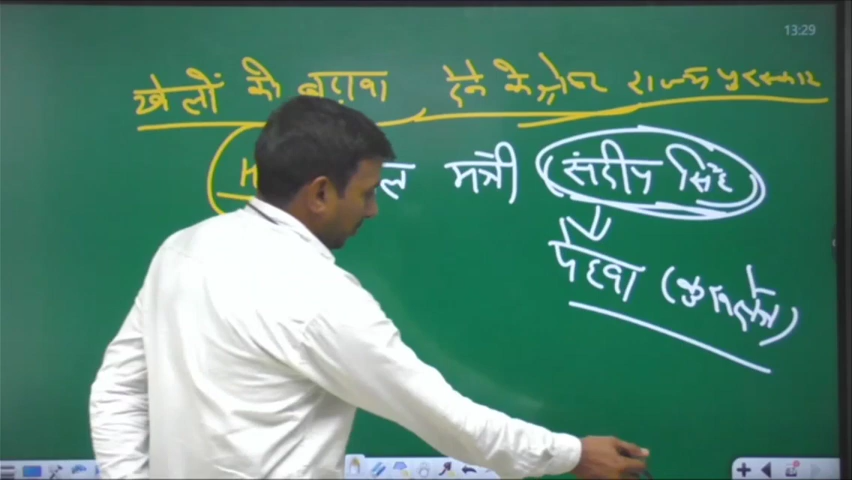 13:29
खेलों को बढ़ावा देने के लिए राज्य पुरस्कार
मंत्री संदीप सिंह
पेहवा (कुरुक्षेत्र)